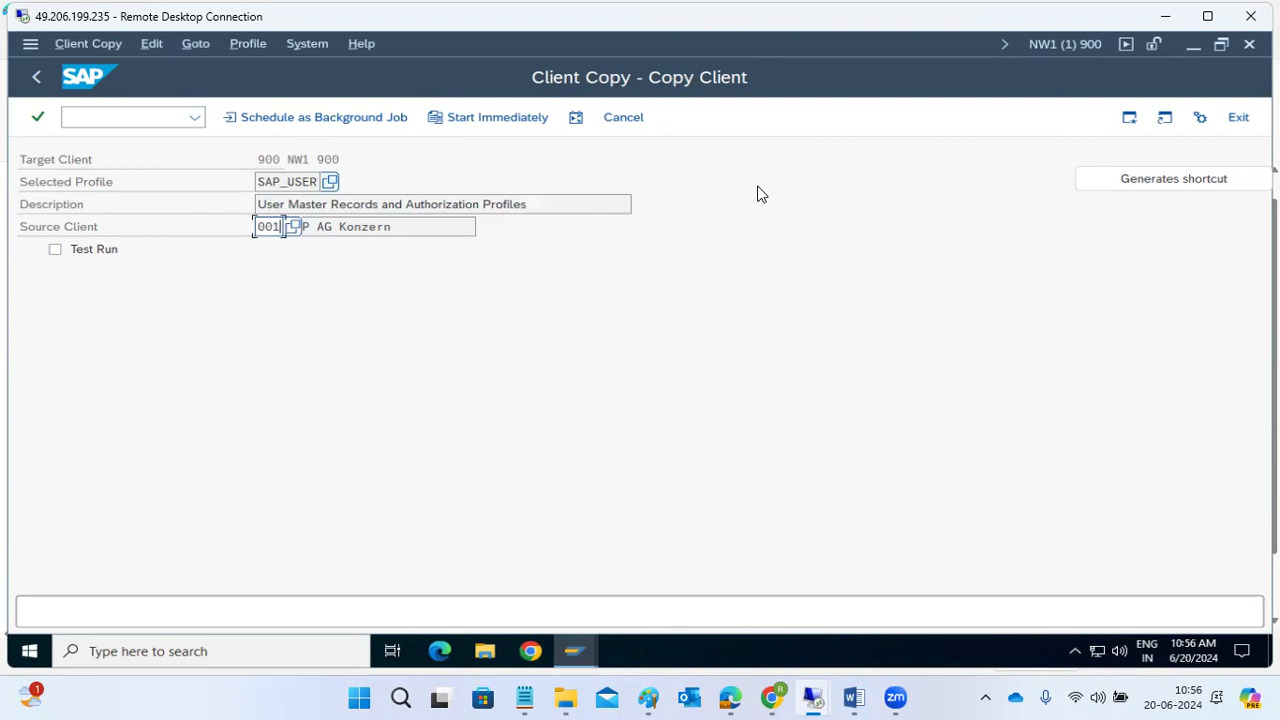 49.206.199.235 - Remote Desktop Connection
Client Copy Edit Goto Profile System Help NW1 (1) 900
SAP Client Copy - Copy Client
Schedule as Background Job Start Immediately Cancel Exit
Target Client 900 NW1 900
Generates shortcut
Selected Profile SAP_USER
Description User Master Records and Authorization Profiles
Source Client 001 P AG Konzern
Test Run
Type here to search ENG IN 10:56 AM 6/20/2024
1 10:56 20-06-2024 PRE